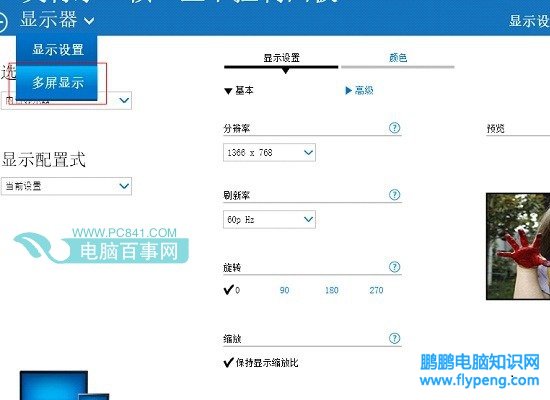 显示器
显示设
显示设置
多屏显示
选
显示配置式
当前设置
显示设置
颜色
基本
高级
分辨率
1366 x 768
刷新率
60p Hz
旋转
0
90
180
270
缩放
保持显示缩放比
预览
WWW.PC841.COM
电脑百事网
鹏鹏电脑知识网
www.flypeng.com